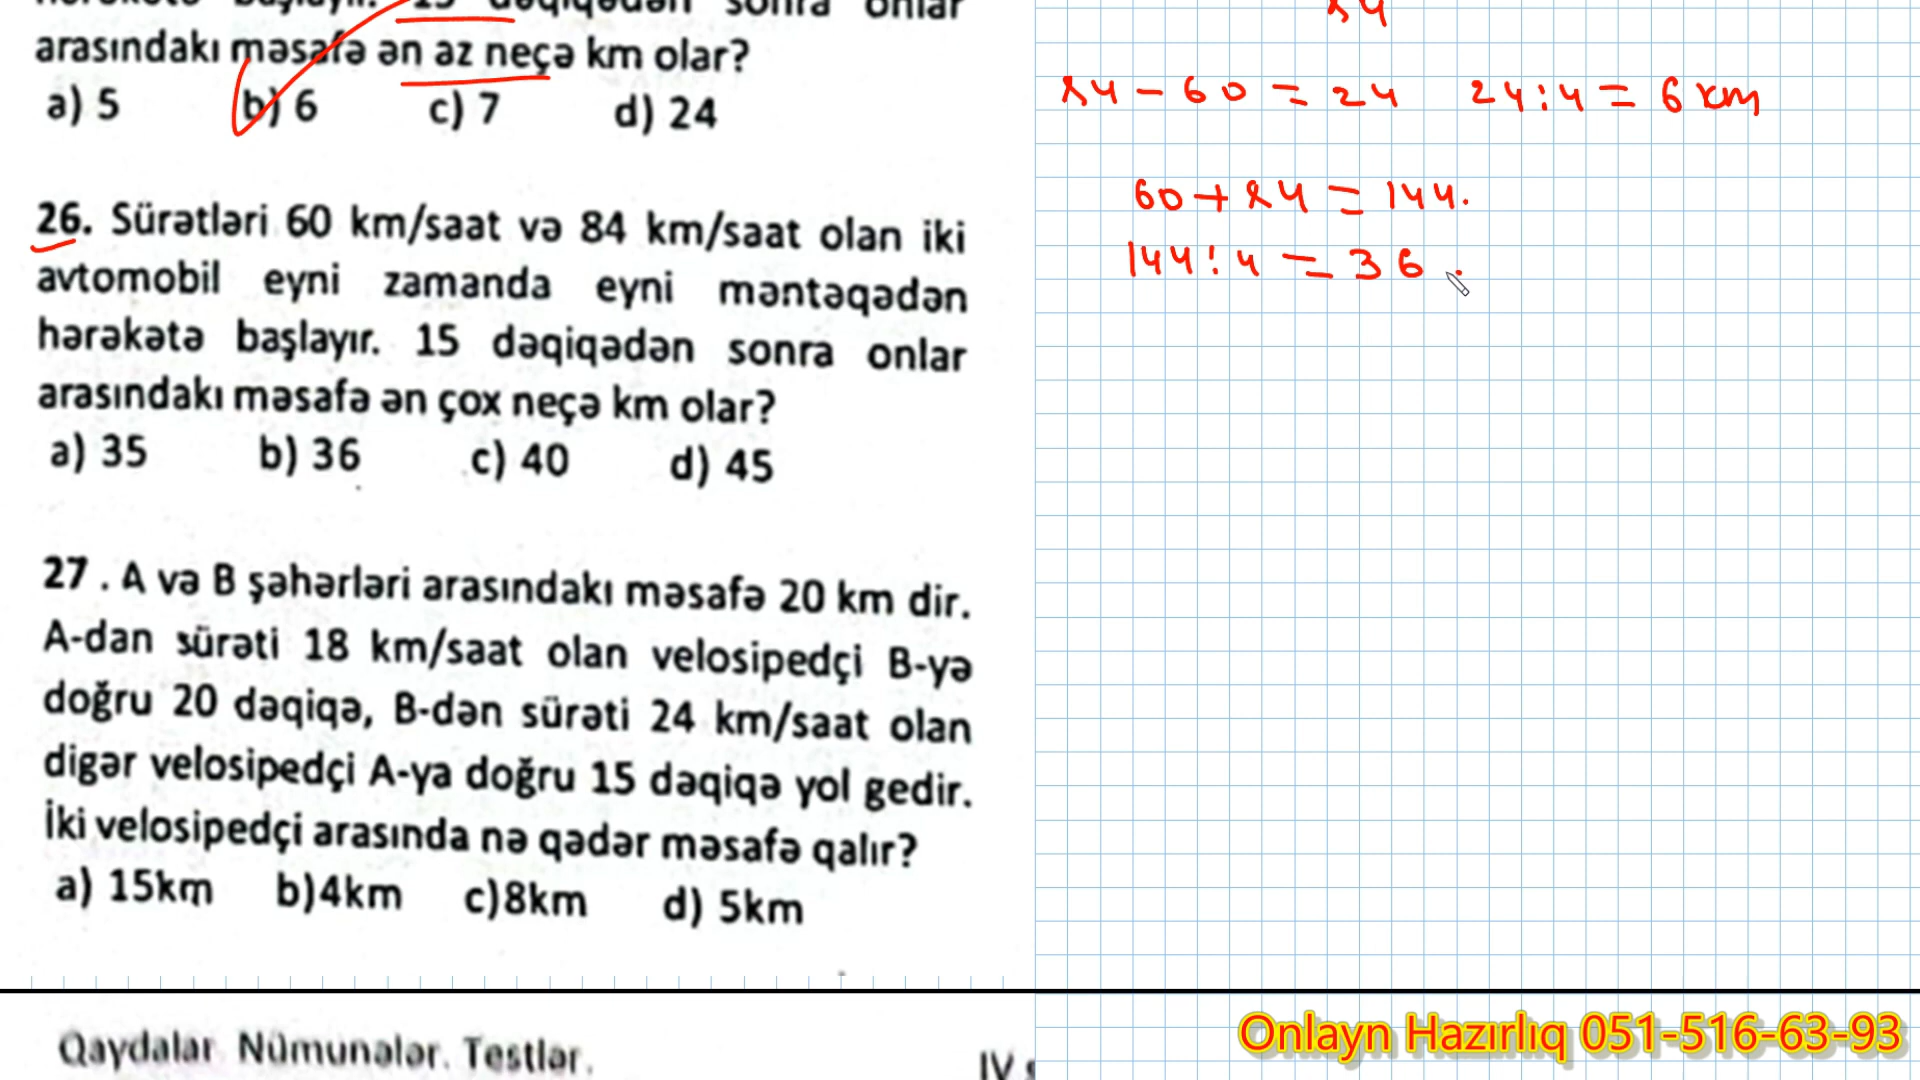 sonra onlar
arasındakı məsafə ən az neçə km olar?
a) 5 b) 6 c) 7 d) 24
26. Sürətləri 60 km/saat və 84 km/saat olan iki
avtomobil eyni zamanda eyni məntəqədən
hərəkətə başlayır. 15 dəqiqədən sonra onlar
arasındakı məsafə ən çox neçə km olar?
a) 35 b) 36 c) 40 d) 45
27 . A və B şəhərləri arasındakı məsafə 20 km dir.
A-dan sürəti 18 km/saat olan velosipedçi B-yə
doğru 20 dəqiqə, B-dən sürəti 24 km/saat olan
digər velosipedçi A-ya doğru 15 dəqiqə yol gedir.
İki velosipedçi arasında nə qədər məsafə qalır?
a) 15km b)4km c)8km d) 5km
Qaydalar. Nümunələr. Testlər.
IV
84
84 - 60 = 24 24:4 = 6 km
60 + 84 = 144.
144:4 = 36.
Onlayn Hazırlıq 051-516-63-93